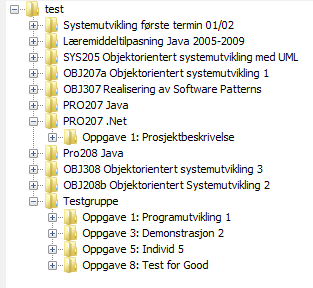 test
Systemutvikling første termin 01/02
Læremiddeltilpasning Java 2005-2009
SYS205 Objektorientert systemutvikling med UML
OBJ207a Objektorientert systemutvikling 1
OBJ307 Realisering av Software Patterns
PRO207 Java
PRO207 .Net
Oppgave 1: Prosjektbeskrivelse
Pro208 Java
OBJ308 Objektorientert systemutvikling 3
OBJ208b Objektorientert Systemutvikling 2
Testgruppe
Oppgave 1: Programutvikling 1
Oppgave 3: Demonstrasjon 2
Oppgave 5: Individ 5
Oppgave 8: Test for Good